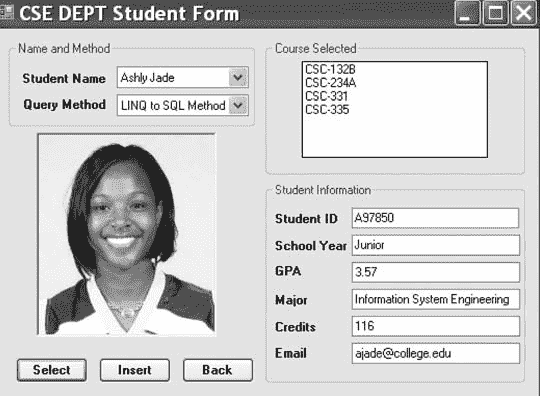 CSE DEPT Student Form
Name and Method
Student Name Ashly Jade
Query Method LINQ to SQL Method
Course Selected
CSC-132B
CSC-234A
CSC-331
CSC-335
Student Information
Student ID A97850
School Year Junior
GPA 3.57
Major Information System Engineering
Credits 116
Email ajade@college.edu
Select Insert Back